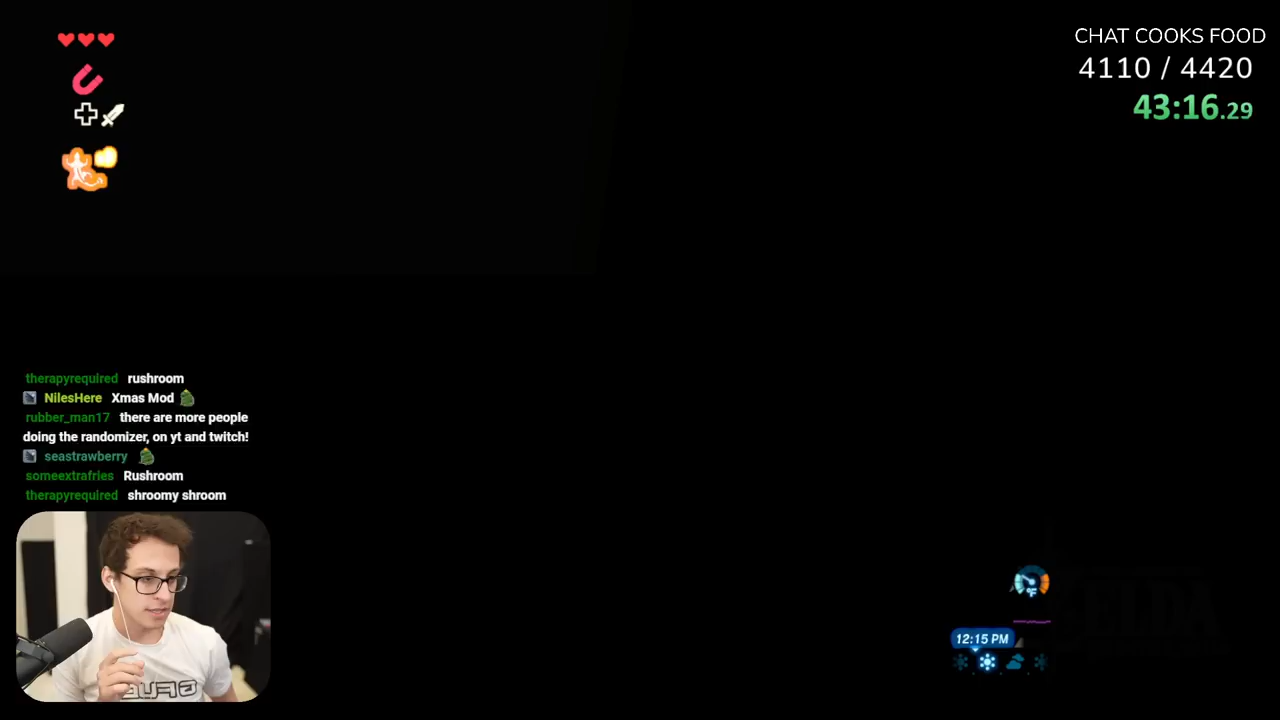 CHAT COOKS FOOD
4110 / 4420
43:16.29
therapyrequired rushroom
NilesHere Xmas Mod
rubber_man17 there are more people
doing the randomizer, on yt and twitch!
seastrawberry
someextrafries Rushroom
therapyrequired shroomy shroom
°F
ELDA
12:15 PM